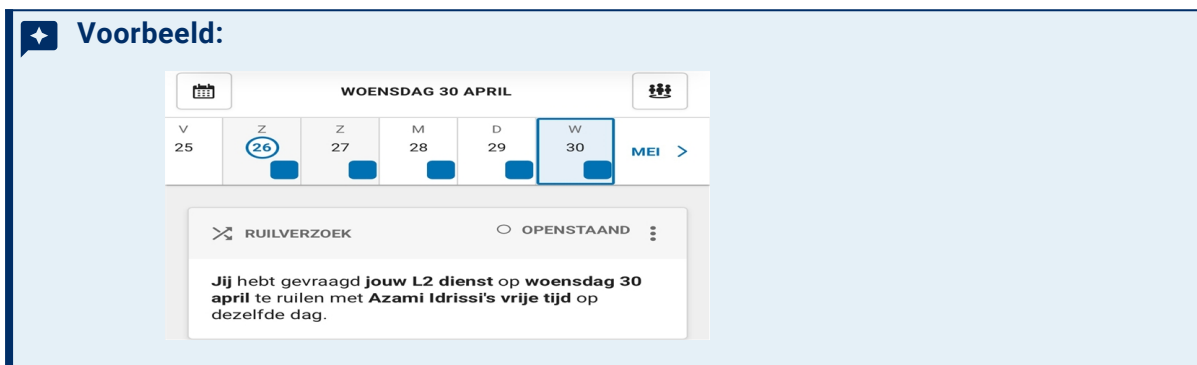 Voorbeeld:
WOENSDAG 30 APRIL
V Z Z M D W
25 26 27 28 29 30 MEI >
RUILVERZOEK OPENSTAAND
Jij hebt gevraagd jouw L2 dienst op woensdag 30
april te ruilen met Azami Idrissi's vrije tijd op
dezelfde dag.